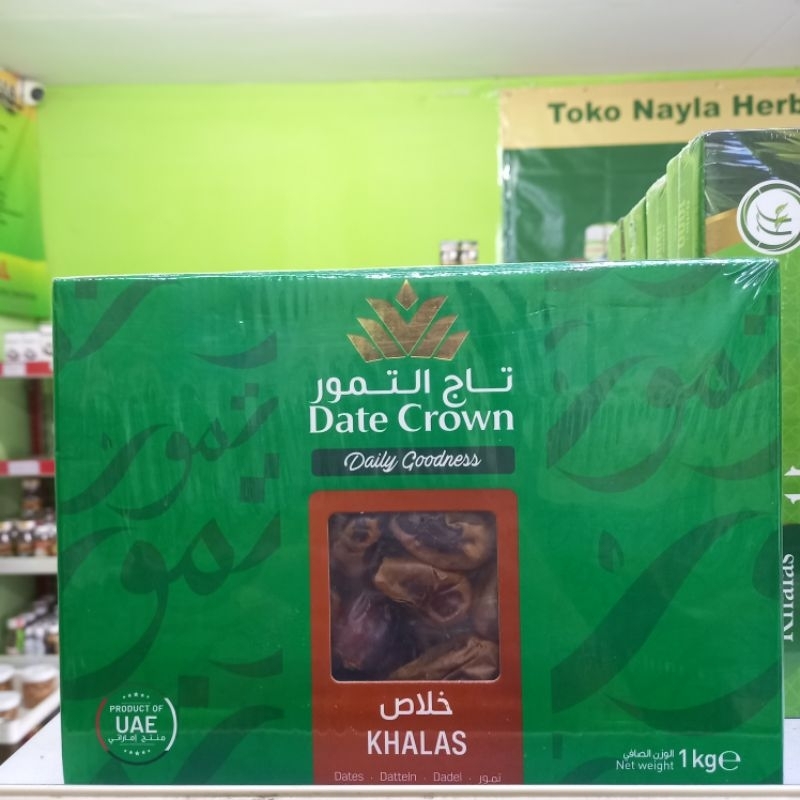 Toko Nayla Herb
تاج التمور
Date Crown
Daily Goodness
خلاص
KHALAS
Dates · Datteln · Dadel · تمور
PRODUCT OF
UAE
منتج إماراتي
الوزن الصافي
Net weight 1kg℮
Khalas